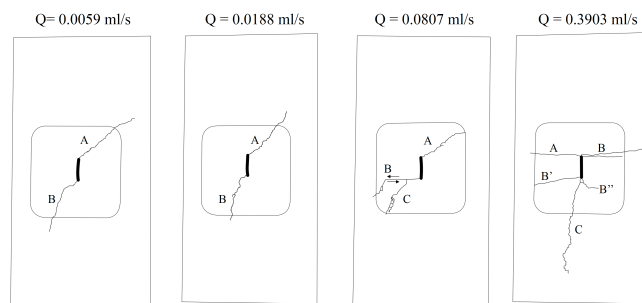 Q= 0.0059 ml/s
Q = 0.0188 ml/s
Q = 0.0807 ml/s
Q = 0.3903 ml/s
A
B
A
B
A
B
C
A
B
B'
B''
C